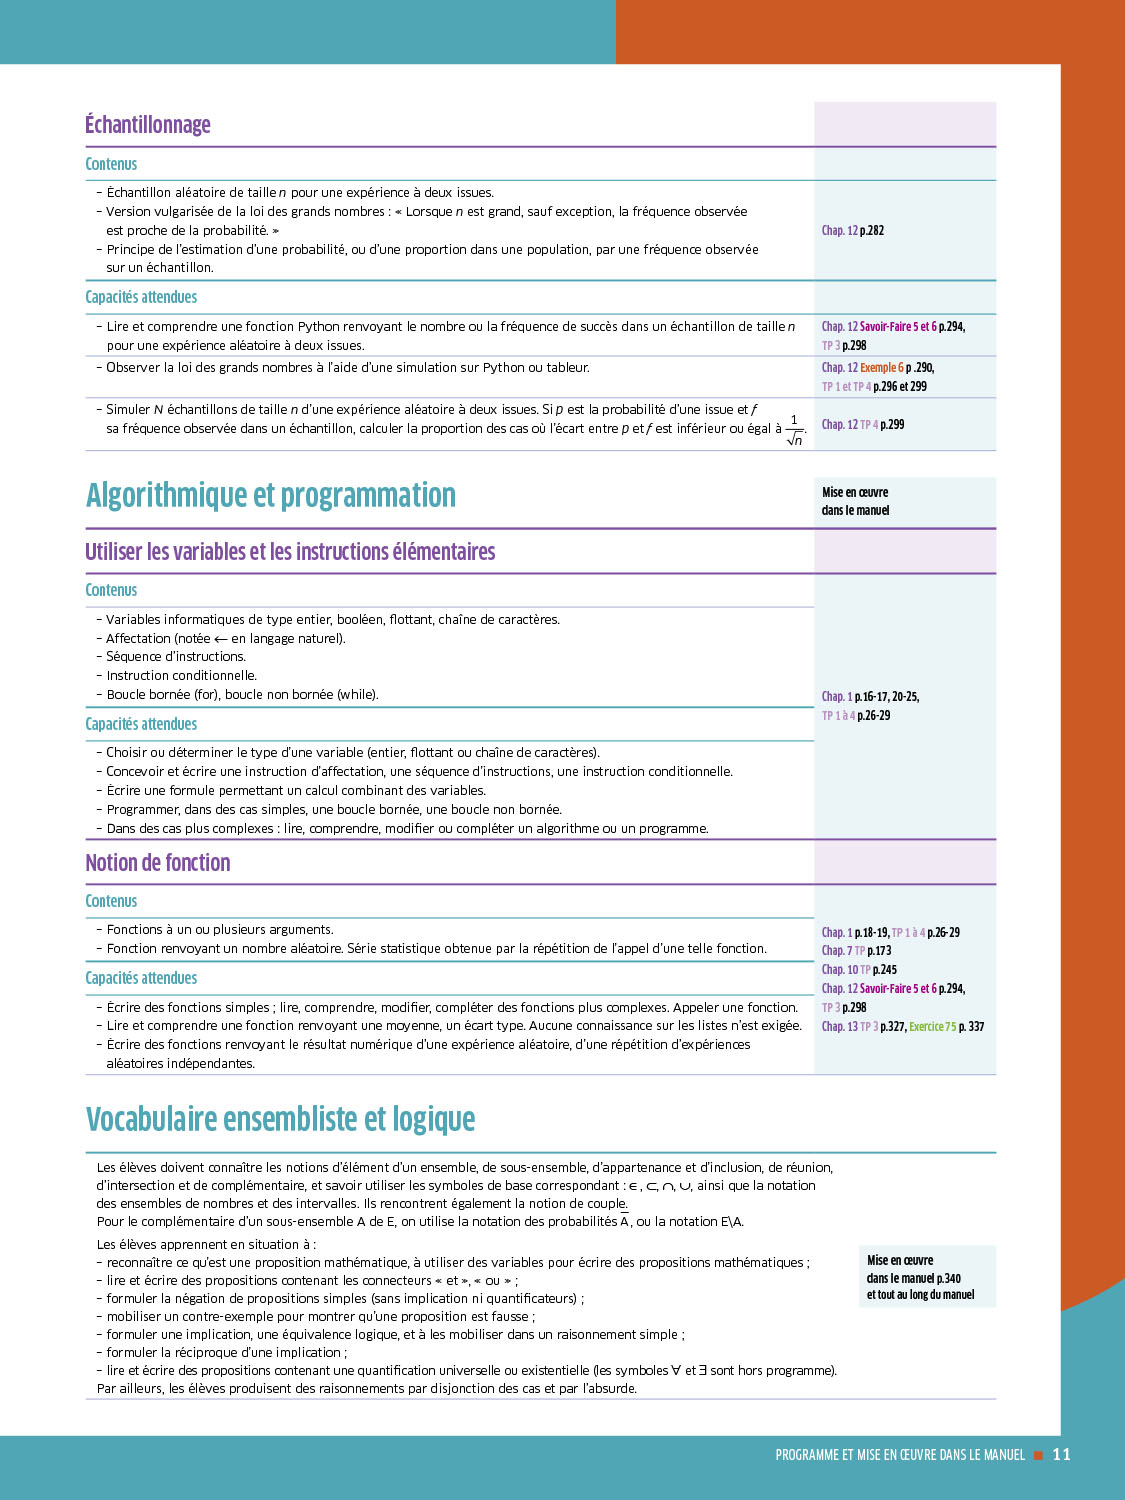 Échantillonnage
Contenus
– Échantillon aléatoire de taille n pour une expérience à deux issues.
– Version vulgarisée de la loi des grands nombres : « Lorsque n est grand, sauf exception, la fréquence observée
est proche de la probabilité. »
– Principe de l'estimation d'une probabilité, ou d'une proportion dans une population, par une fréquence observée
sur un échantillon.
Chap. 12 p.282
Capacités attendues
– Lire et comprendre une fonction Python renvoyant le nombre ou la fréquence de succès dans un échantillon de taille n
pour une expérience aléatoire à deux issues.
Chap. 12 Savoir-Faire 5 et 6 p.294,
TP 3 p.298
– Observer la loi des grands nombres à l'aide d'une simulation sur Python ou tableur.
Chap. 12 Exemple 6 p .290,
TP 1 et TP 4 p.296 et 299
– Simuler N échantillons de taille n d'une expérience aléatoire à deux issues. Si p est la probabilité d'une issue et f
sa fréquence observée dans un échantillon, calculer la proportion des cas où l'écart entre p et f est inférieur ou égal à 1/√n.
Chap. 12 TP 4 p.299
Algorithmique et programmation
Mise en œuvre
dans le manuel
Utiliser les variables et les instructions élémentaires
Contenus
– Variables informatiques de type entier, booléen, flottant, chaîne de caractères.
– Affectation (notée ← en langage naturel).
– Séquence d'instructions.
– Instruction conditionnelle.
– Boucle bornée (for), boucle non bornée (while).
Chap. 1 p.16-17, 20-25,
TP 1 à 4 p.26-29
Capacités attendues
– Choisir ou déterminer le type d'une variable (entier, flottant ou chaîne de caractères).
– Concevoir et écrire une instruction d'affectation, une séquence d'instructions, une instruction conditionnelle.
– Écrire une formule permettant un calcul combinant des variables.
– Programmer, dans des cas simples, une boucle bornée, une boucle non bornée.
– Dans des cas plus complexes : lire, comprendre, modifier ou compléter un algorithme ou un programme.
Notion de fonction
Contenus
– Fonctions à un ou plusieurs arguments.
– Fonction renvoyant un nombre aléatoire. Série statistique obtenue par la répétition de l'appel d'une telle fonction.
Capacités attendues
– Écrire des fonctions simples ; lire, comprendre, modifier, compléter des fonctions plus complexes. Appeler une fonction.
– Lire et comprendre une fonction renvoyant une moyenne, un écart type. Aucune connaissance sur les listes n'est exigée.
– Écrire des fonctions renvoyant le résultat numérique d'une expérience aléatoire, d'une répétition d'expériences
aléatoires indépendantes.
Chap. 1 p.18-19, TP 1 à 4 p.26-29
Chap. 7 TP p.173
Chap. 10 TP p.245
Chap. 12 Savoir-Faire 5 et 6 p.294,
TP 3 p.298
Chap. 13 TP 3 p.327, Exercice 75 p. 337
Vocabulaire ensembliste et logique
Les élèves doivent connaître les notions d'élément d'un ensemble, de sous-ensemble, d'appartenance et d'inclusion, de réunion,
d'intersection et de complémentaire, et savoir utiliser les symboles de base correspondant : ∈, ⊂, ∩, ∪, ainsi que la notation
des ensembles de nombres et des intervalles. Ils rencontrent également la notion de couple.
Pour le complémentaire d'un sous-ensemble A de E, on utilise la notation des probabilités A̅, ou la notation E\A.
Les élèves apprennent en situation à :
– reconnaître ce qu'est une proposition mathématique, à utiliser des variables pour écrire des propositions mathématiques ;
– lire et écrire des propositions contenant les connecteurs « et », « ou » ;
– formuler la négation de propositions simples (sans implication ni quantificateurs) ;
– mobiliser un contre-exemple pour montrer qu'une proposition est fausse ;
– formuler une implication, une équivalence logique, et à les mobiliser dans un raisonnement simple ;
– formuler la réciproque d'une implication ;
– lire et écrire des propositions contenant une quantification universelle ou existentielle (les symboles ∀ et ∃ sont hors programme).
Par ailleurs, les élèves produisent des raisonnements par disjonction des cas et par l'absurde.
Mise en œuvre
dans le manuel p.340
et tout au long du manuel
PROGRAMME ET MISE EN ŒUVRE DANS LE MANUEL ■ 11